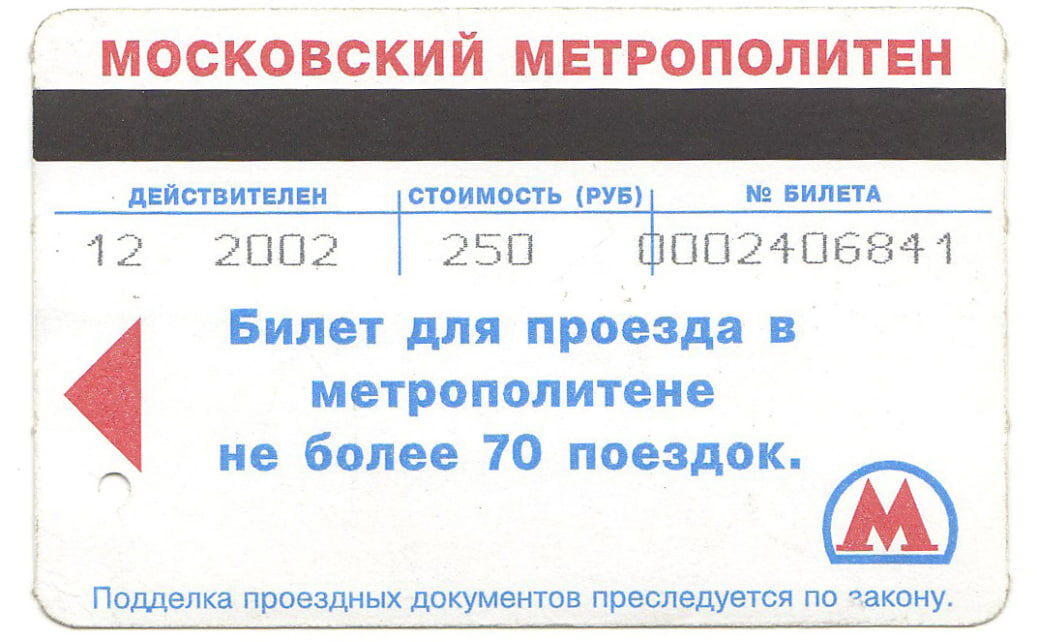 МОСКОВСКИЙ МЕТРОПОЛИТЕН
ДЕЙСТВИТЕЛЕН СТОИМОСТЬ (РУБ) № БИЛЕТА
12 2002 250 0002406841
Билет для проезда в
метрополитене
не более 70 поездок.
М
Подделка проездных документов преследуется по закону.